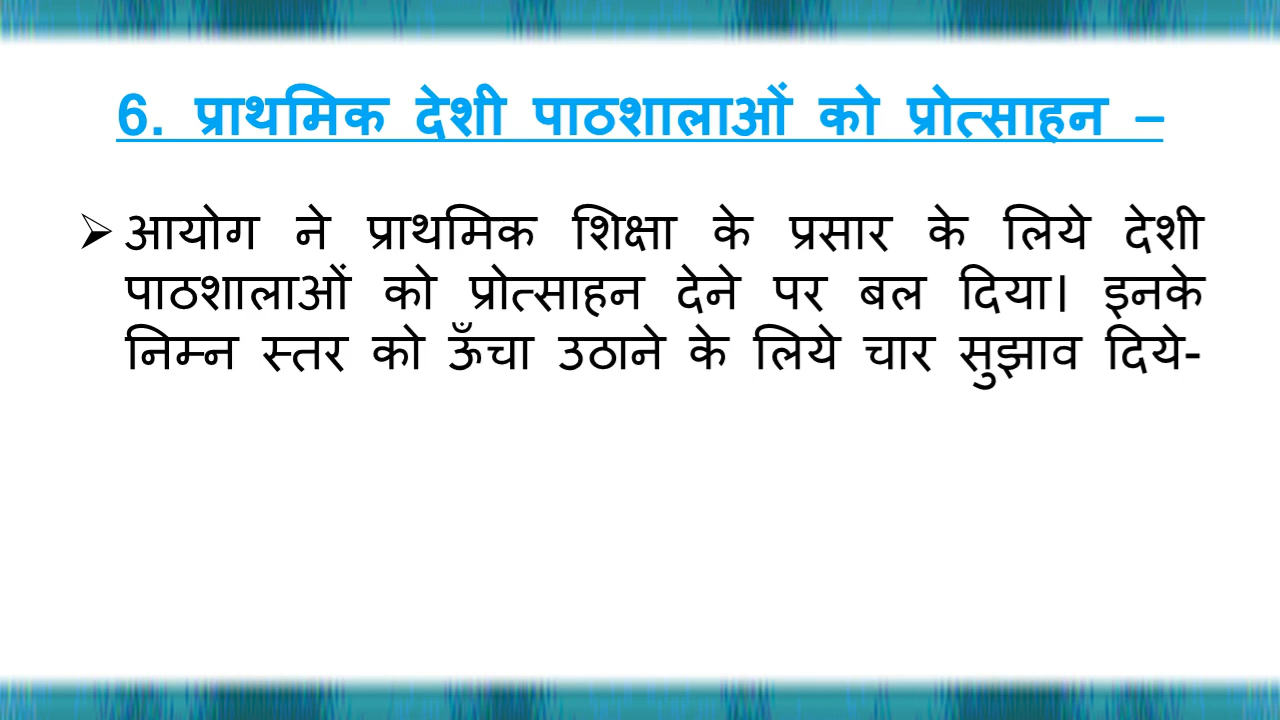 6. प्राथमिक देशी पाठशालाओं को प्रोत्साहन –
➢ आयोग ने प्राथमिक शिक्षा के प्रसार के लिये देशी
पाठशालाओं को प्रोत्साहन देने पर बल दिया। इनके
निम्न स्तर को ऊँचा उठाने के लिये चार सुझाव दिये-